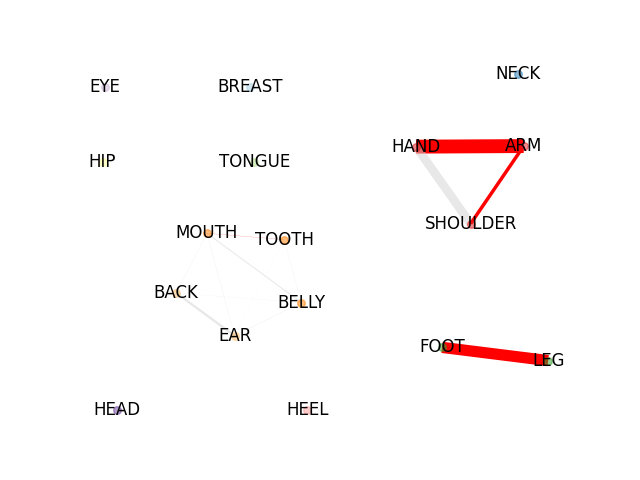 NECK
EYE
BREAST
HAND
ARM
HIP
TONGUE
SHOULDER
MOUTH
TOOTH
BACK
BELLY
EAR
FOOT
LEG
HEAD
HEEL